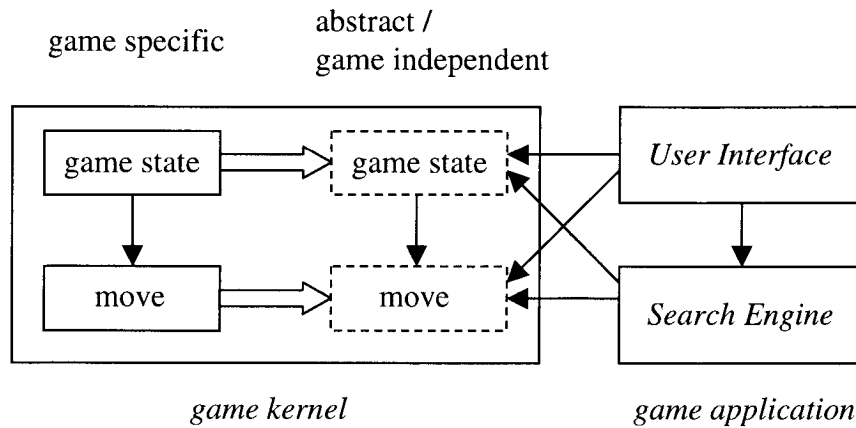 game specific
abstract /
game independent
game state
game state
User Interface
move
move
Search Engine
game kernel
game application